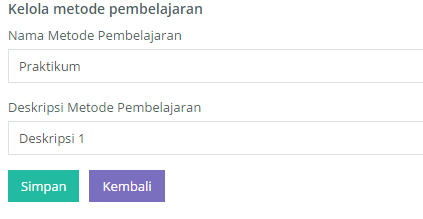 Kelola metode pembelajaran
Nama Metode Pembelajaran
Praktikum
Deskripsi Metode Pembelajaran
Deskripsi 1
Simpan Kembali